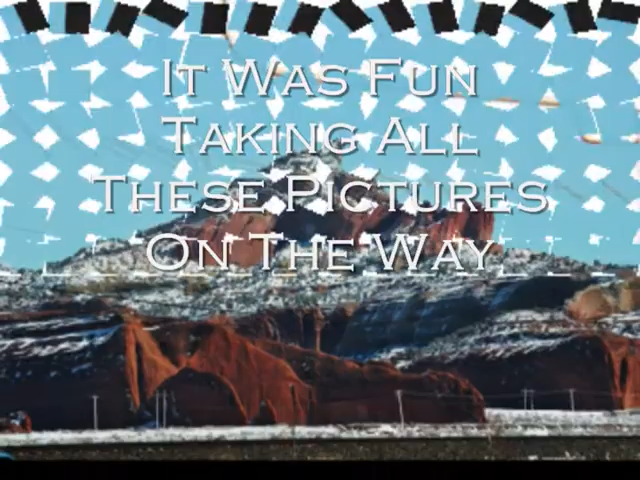 It Was Fun
Taking All
These Pictures
On The Way